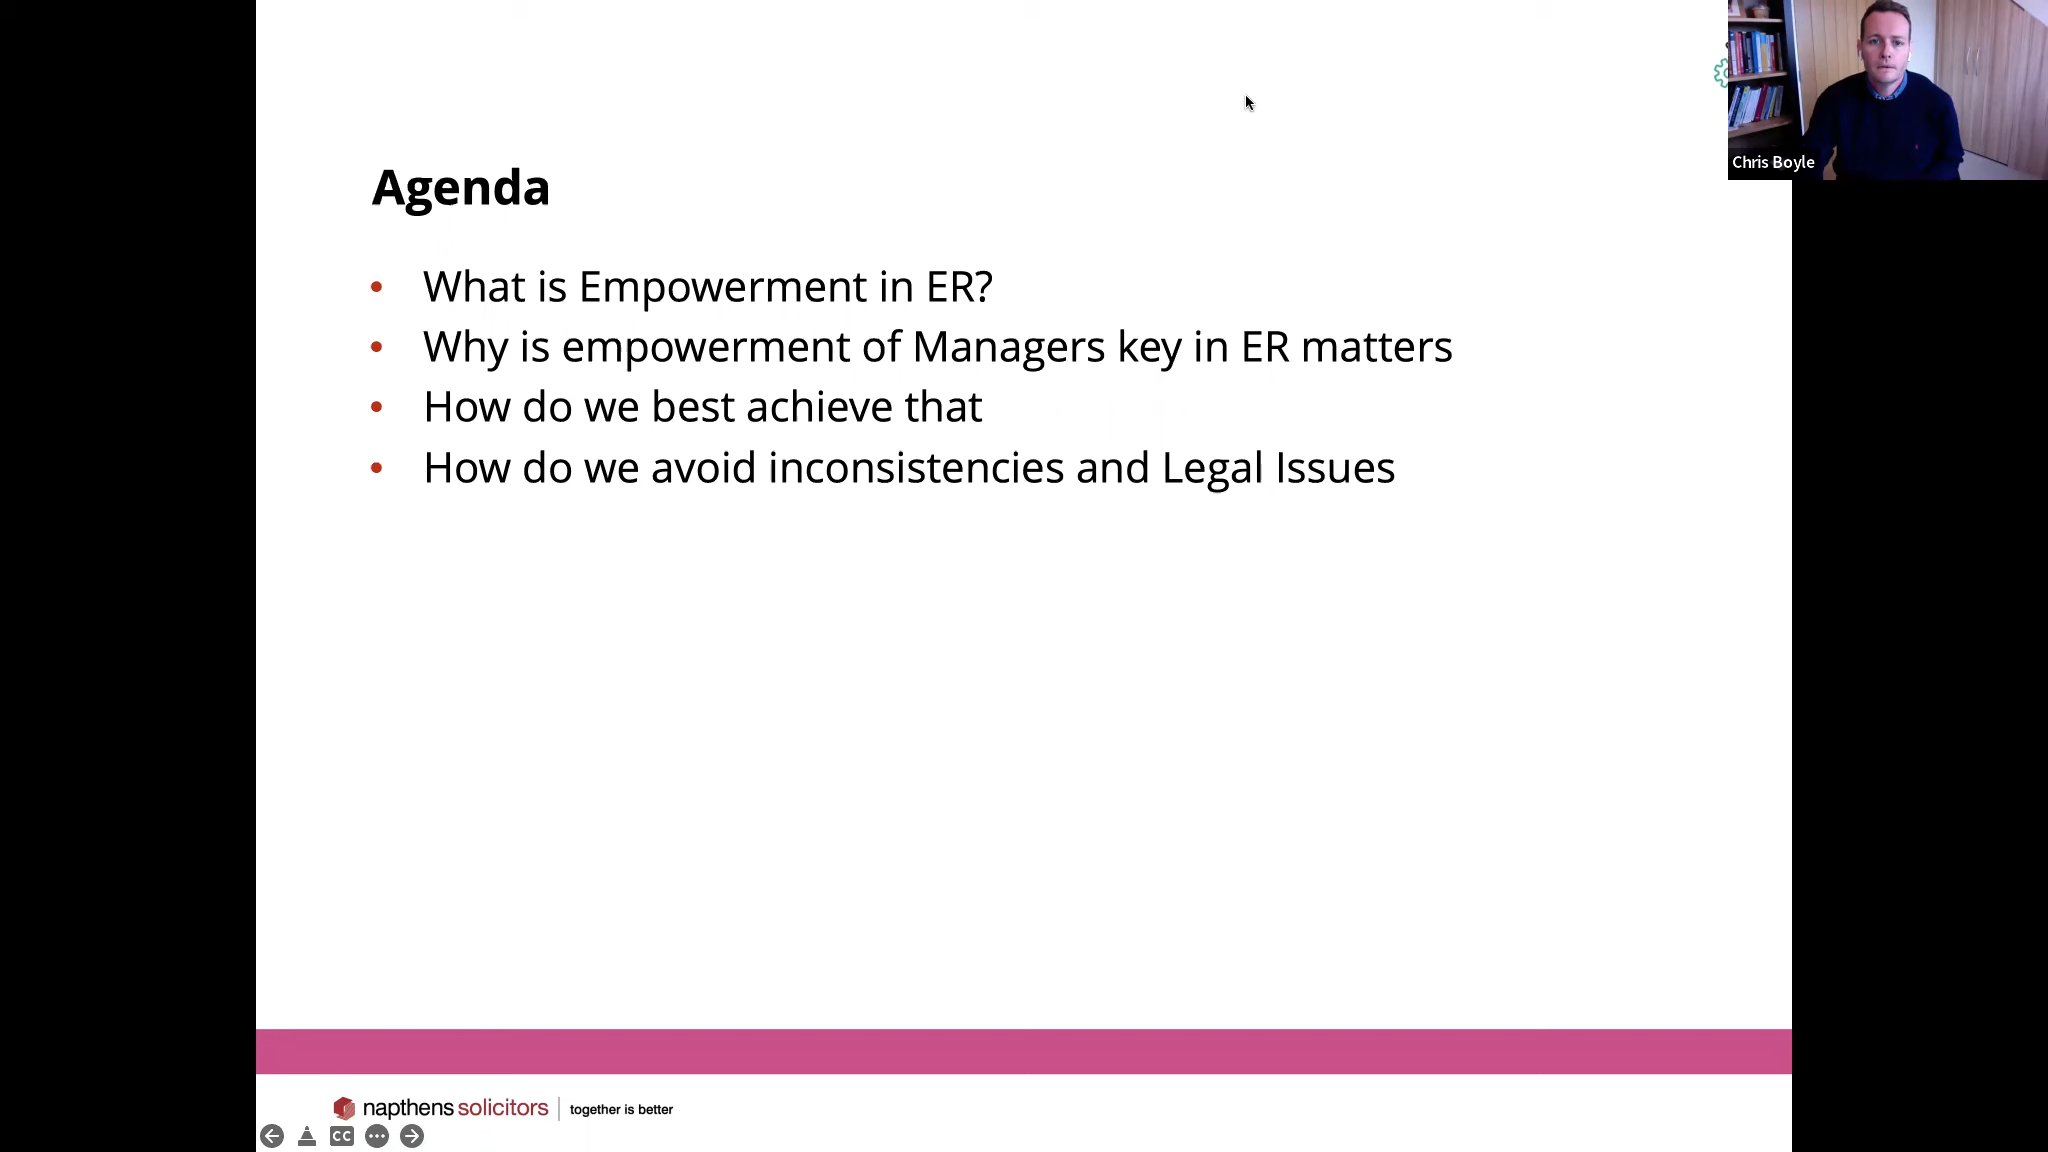 Chris Boyle
Agenda
• What is Empowerment in ER?
• Why is empowerment of Managers key in ER matters
• How do we best achieve that
• How do we avoid inconsistencies and Legal Issues
napthens solicitors | together is better
CC